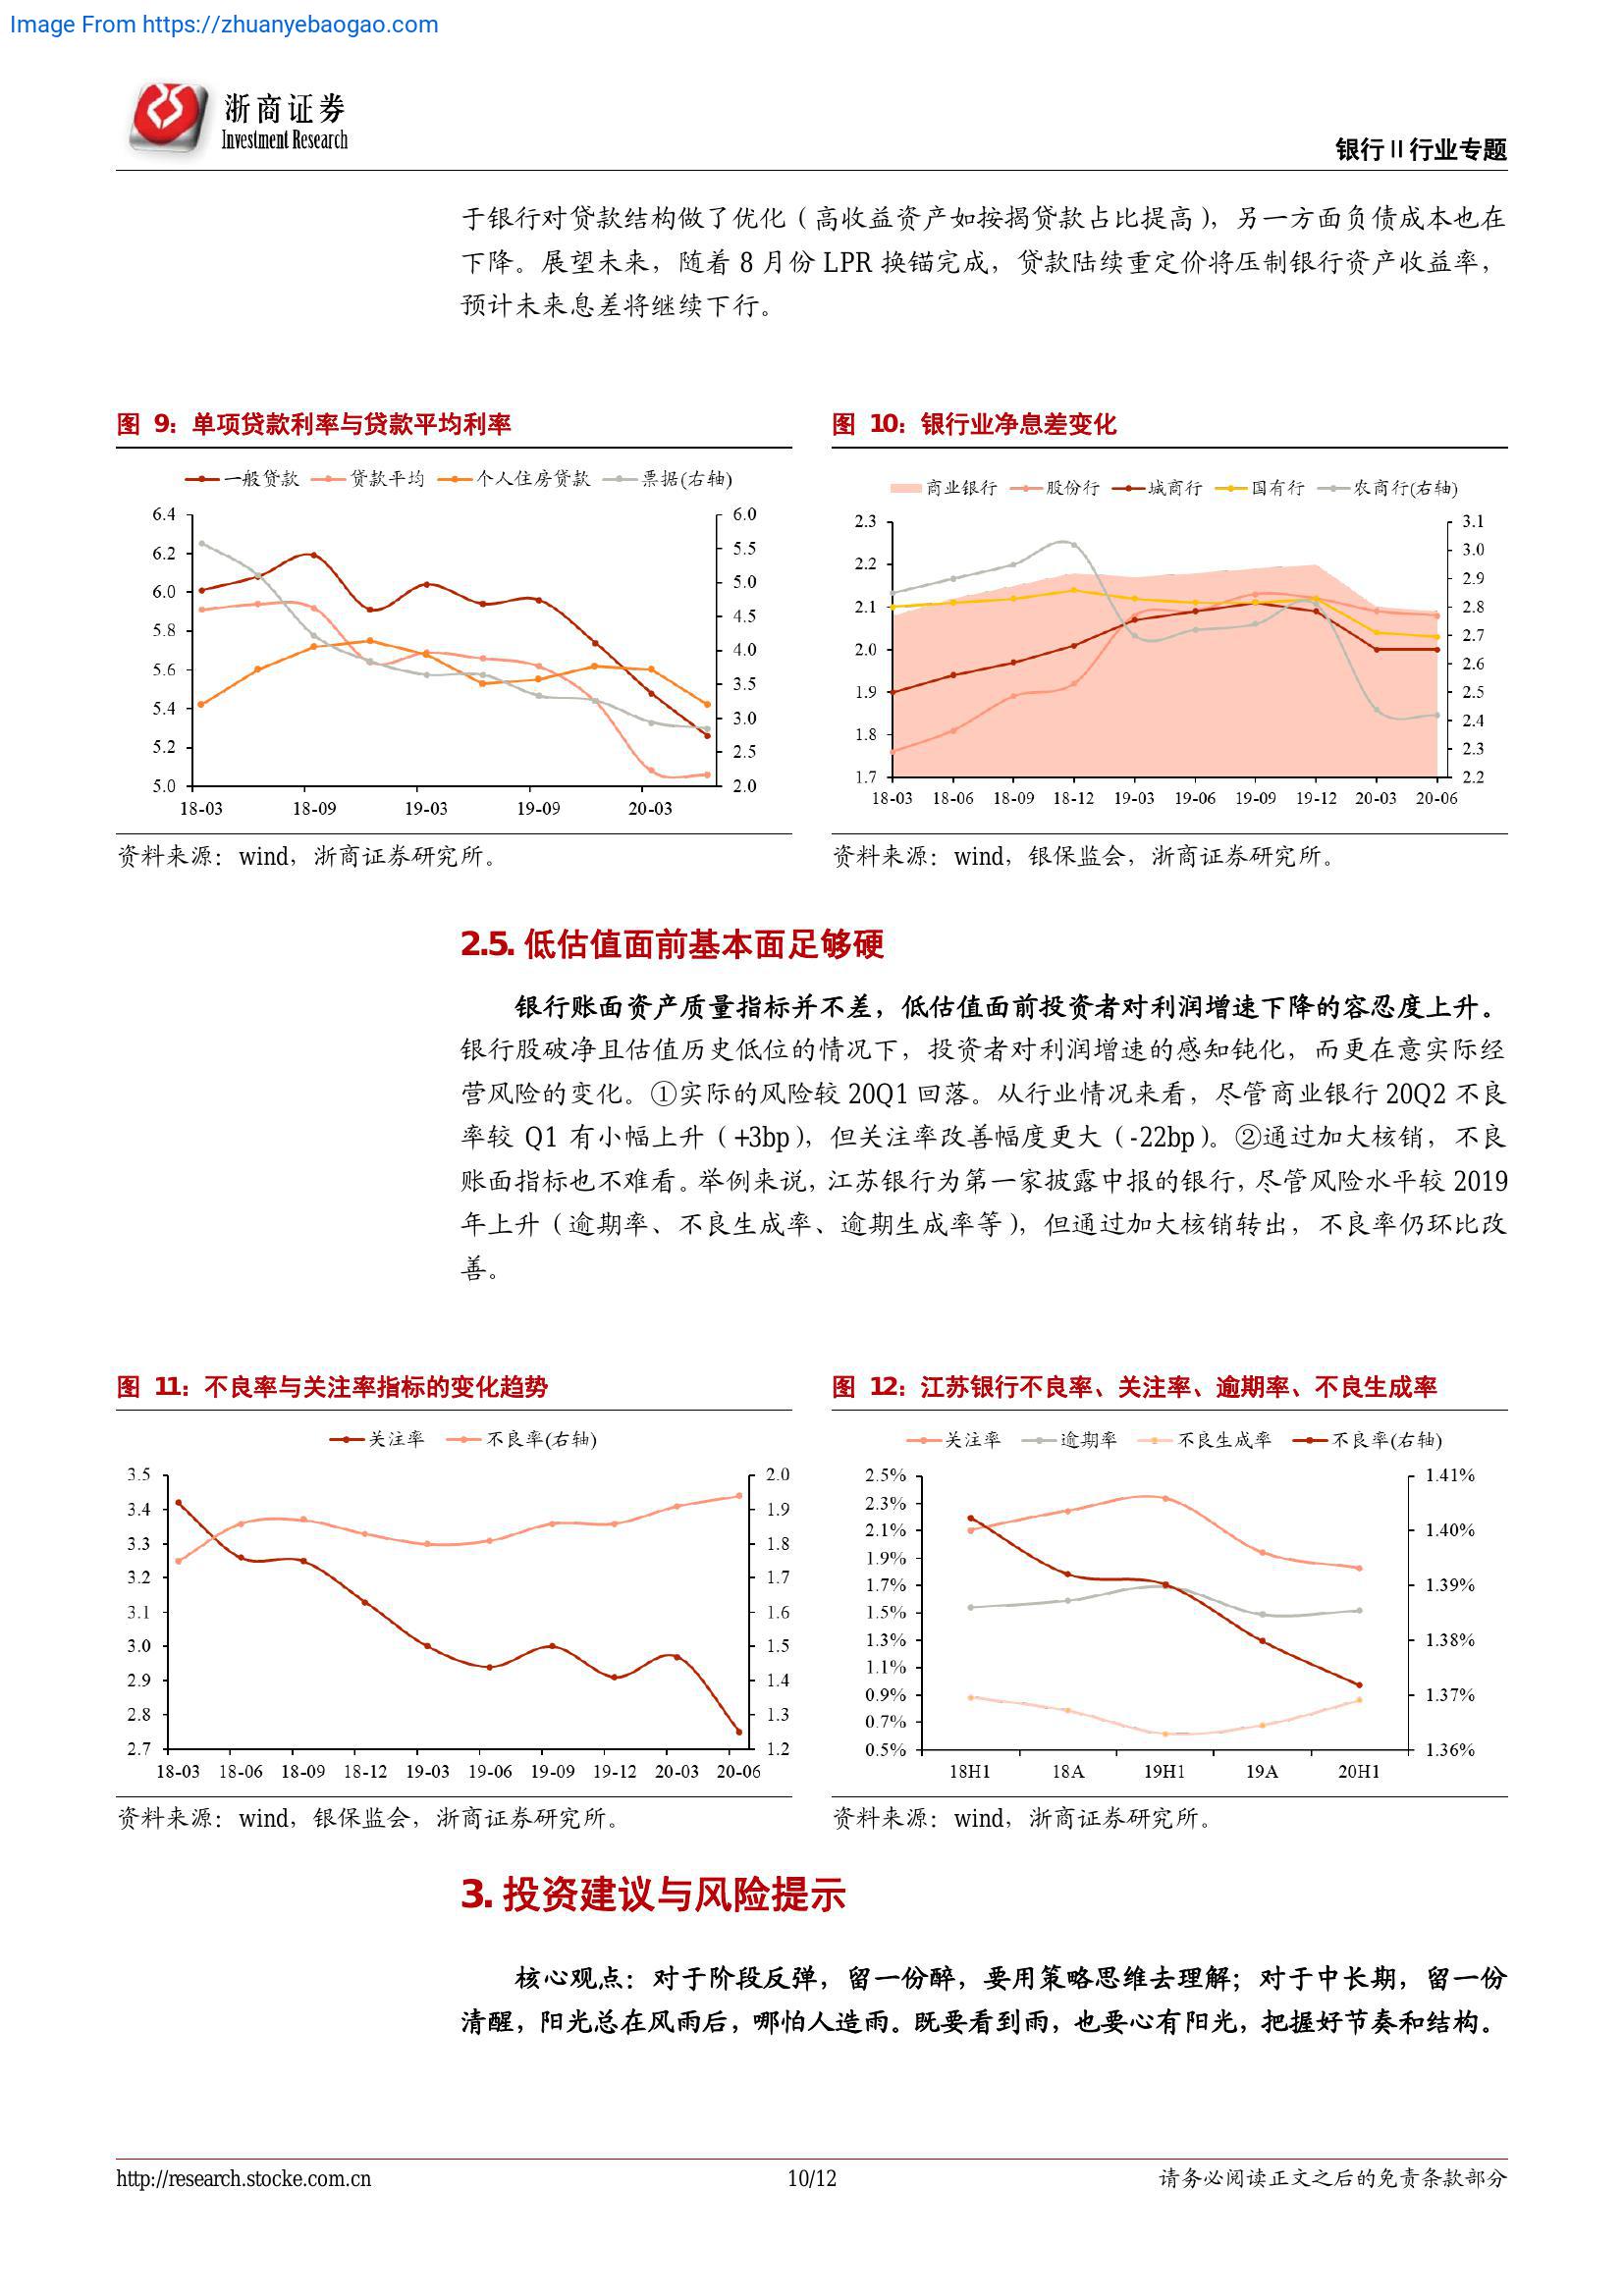 Image From https://zhuanyebaogao.com
浙商证券
Investment Research
银行Ⅱ行业专题
于银行对贷款结构做了优化（高收益资产如按揭贷款占比提高），另一方面负债成本也在
下降。展望未来，随着 8 月份 LPR 换锚完成，贷款陆续重定价将压制银行资产收益率，
预计未来息差将继续下行。
图 9：单项贷款利率与贷款平均利率
一般贷款 贷款平均 个人住房贷款 票据(右轴)
6.4 6.2 6.0 5.8 5.6 5.4 5.2 5.0
6.0 5.5 5.0 4.5 4.0 3.5 3.0 2.5 2.0
18-03 18-09 19-03 19-09 20-03
资料来源：wind，浙商证券研究所。
图 10：银行业净息差变化
商业银行 股份行 城商行 国有行 农商行(右轴)
2.3 2.2 2.1 2.0 1.9 1.8 1.7
3.1 3.0 2.9 2.8 2.7 2.6 2.5 2.4 2.3 2.2
18-03 18-06 18-09 18-12 19-03 19-06 19-09 19-12 20-03 20-06
资料来源：wind，银保监会，浙商证券研究所。
2.5. 低估值面前基本面足够硬
银行账面资产质量指标并不差，低估值面前投资者对利润增速下降的容忍度上升。
银行股破净且估值历史低位的情况下，投资者对利润增速的感知钝化，而更在意实际经
营风险的变化。①实际的风险较 20Q1 回落。从行业情况来看，尽管商业银行 20Q2 不良
率较 Q1 有小幅上升（+3bp），但关注率改善幅度更大（-22bp）。②通过加大核销，不良
账面指标也不难看。举例来说，江苏银行为第一家披露中报的银行，尽管风险水平较 2019
年上升（逾期率、不良生成率、逾期生成率等），但通过加大核销转出，不良率仍环比改
善。
图 11：不良率与关注率指标的变化趋势
关注率 不良率(右轴)
3.5 3.4 3.3 3.2 3.1 3.0 2.9 2.8 2.7
2.0 1.9 1.8 1.7 1.6 1.5 1.4 1.3 1.2
18-03 18-06 18-09 18-12 19-03 19-06 19-09 19-12 20-03 20-06
资料来源：wind，银保监会，浙商证券研究所。
图 12：江苏银行不良率、关注率、逾期率、不良生成率
关注率 逾期率 不良生成率 不良率(右轴)
2.5% 2.3% 2.1% 1.9% 1.7% 1.5% 1.3% 1.1% 0.9% 0.7% 0.5%
1.41% 1.40% 1.39% 1.38% 1.37% 1.36%
18H1 18A 19H1 19A 20H1
资料来源：wind，浙商证券研究所。
3. 投资建议与风险提示
核心观点：对于阶段反弹，留一份醉，要用策略思维去理解；对于中长期，留一份
清醒，阳光总在风雨后，哪怕人造雨。既要看到雨，也要心有阳光，把握好节奏和结构。
http://research.stocke.com.cn
10/12
请务必阅读正文之后的免责条款部分